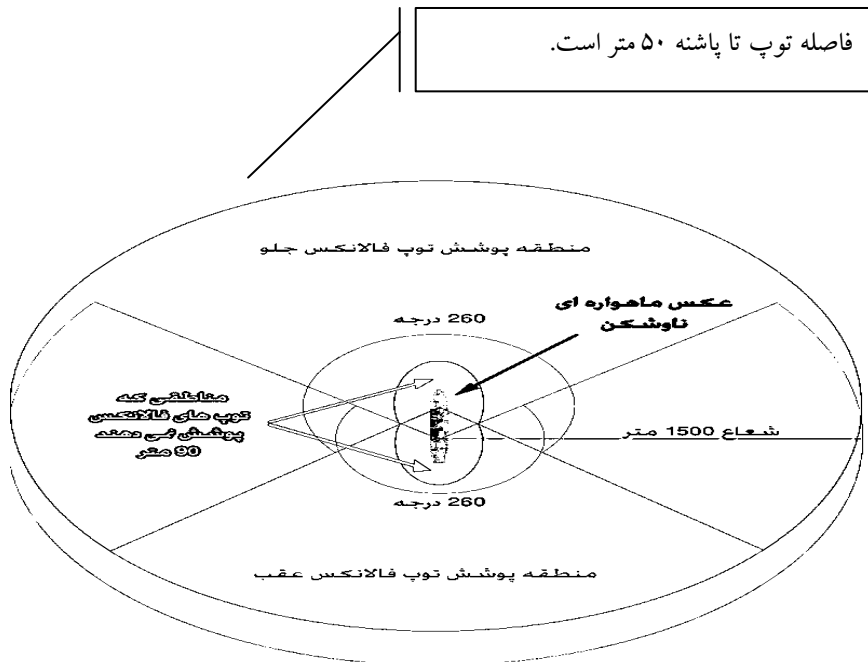 فاصله توپ تا پاشنه ۵۰ متر است.
منطقه پوشش توپ فالانکس جلو
عکس ماهواره ای
ناوشکن
260 درجه
مناطقی که
توپ های فالانکس
پوشش نمی دهند
90 متر
شعاع 1500 متر
260 درجه
منطقه پوشش توپ فالانکس عقب